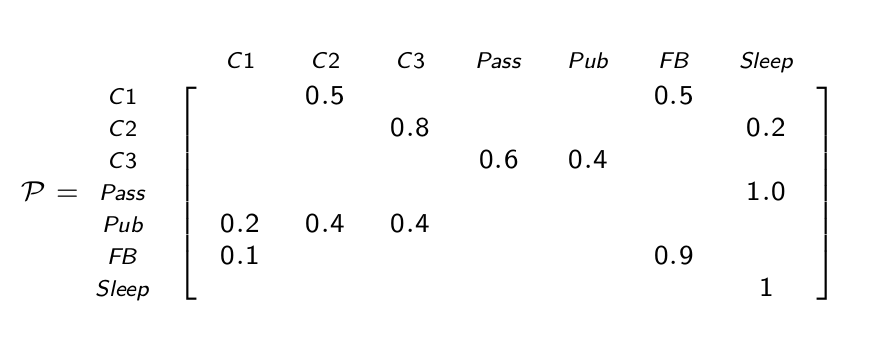 C1 C2 C3 Pass Pub FB Sleep
C1 0.5 0.5
C2 0.8 0.2
C3 0.6 0.4
𝒫 = Pass 1.0
Pub 0.2 0.4 0.4
FB 0.1 0.9
Sleep 1